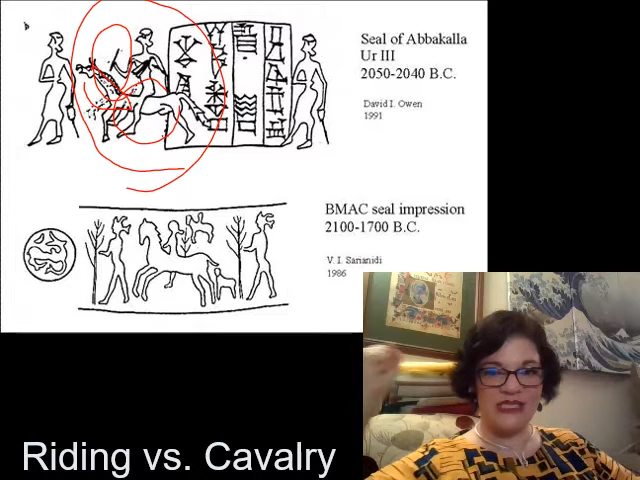 b
Seal of Abbakalla
Ur III
2050-2040 B.C.
David I. Owen
1991
BMAC seal impression
2100-1700 B.C.
V. I. Sarianidi
1986
Riding vs. Cavalry